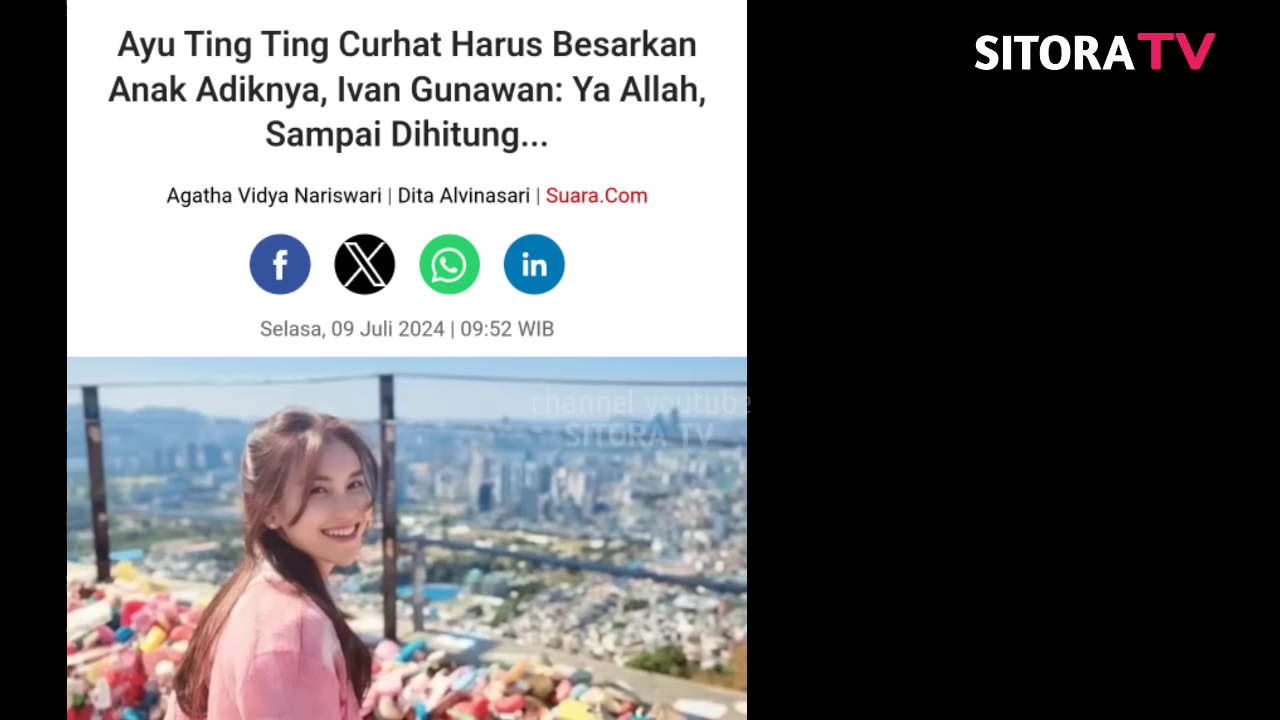 Ayu Ting Ting Curhat Harus Besarkan
Anak Adiknya, Ivan Gunawan: Ya Allah,
Sampai Dihitung...
SITORA TV
Agatha Vidya Nariswari | Dita Alvinasari | Suara.Com
Selasa, 09 Juli 2024 | 09:52 WIB
channel youtube
SITORA TV